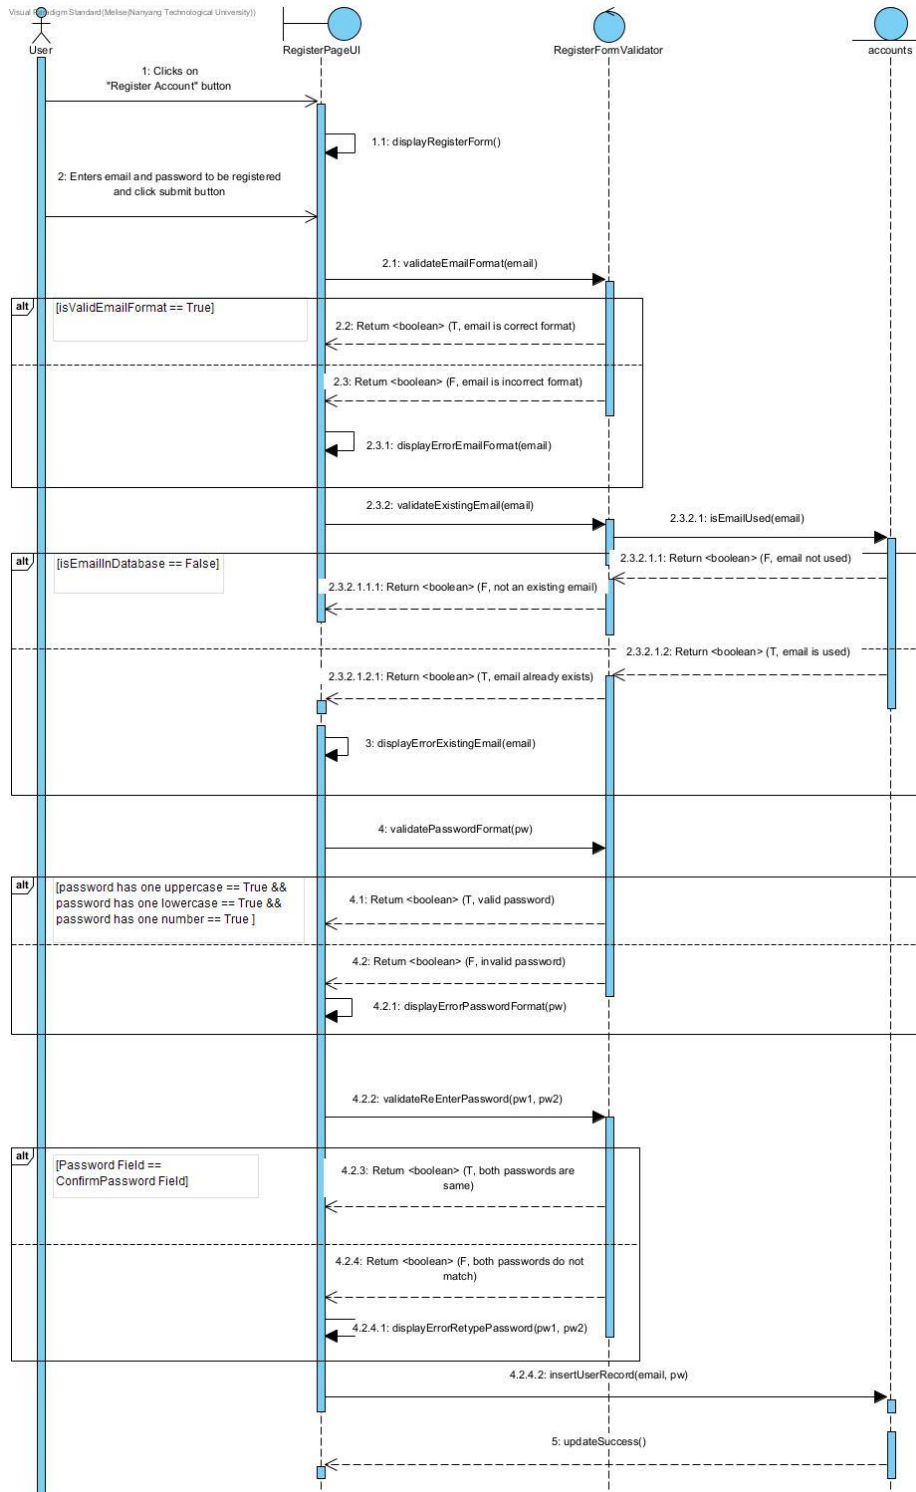 Visual Paradigm Standard(Melise(Nanyang Technological University))
User
RegisterPageUI
RegisterFormValidator
accounts
1: Clicks on
"Register Account" button
1.1: displayRegisterForm()
2: Enters email and password to be registered
and click submit button
2.1: validateEmailFormat(email)
alt
[isValidEmailFormat == True]
2.2: Return <boolean> (T, email is correct format)
2.3: Return <boolean> (F, email is incorrect format)
2.3.1: displayErrorEmailFormat(email)
2.3.2: validateExistingEmail(email)
2.3.2.1: isEmailUsed(email)
alt
[isEmailInDatabase == False]
2.3.2.1.1: Return <boolean> (F, email not used)
2.3.2.1.1.1: Return <boolean> (F, not an existing email)
2.3.2.1.2: Return <boolean> (T, email is used)
2.3.2.1.2.1: Return <boolean> (T, email already exists)
3: displayErrorExistingEmail(email)
4: validatePasswordFormat(pw)
alt
[password has one uppercase == True &&
password has one lowercase == True &&
password has one number == True ]
4.1: Return <boolean> (T, valid password)
4.2: Return <boolean> (F, invalid password)
4.2.1: displayErrorPasswordFormat(pw)
4.2.2: validateReEnterPassword(pw1, pw2)
alt
[Password Field ==
ConfirmPassword Field]
4.2.3: Return <boolean> (T, both passwords are
same)
4.2.4: Return <boolean> (F, both passwords do not
match)
4.2.4.1: displayErrorRetypePassword(pw1, pw2)
4.2.4.2: insertUserRecord(email, pw)
5: updateSuccess()